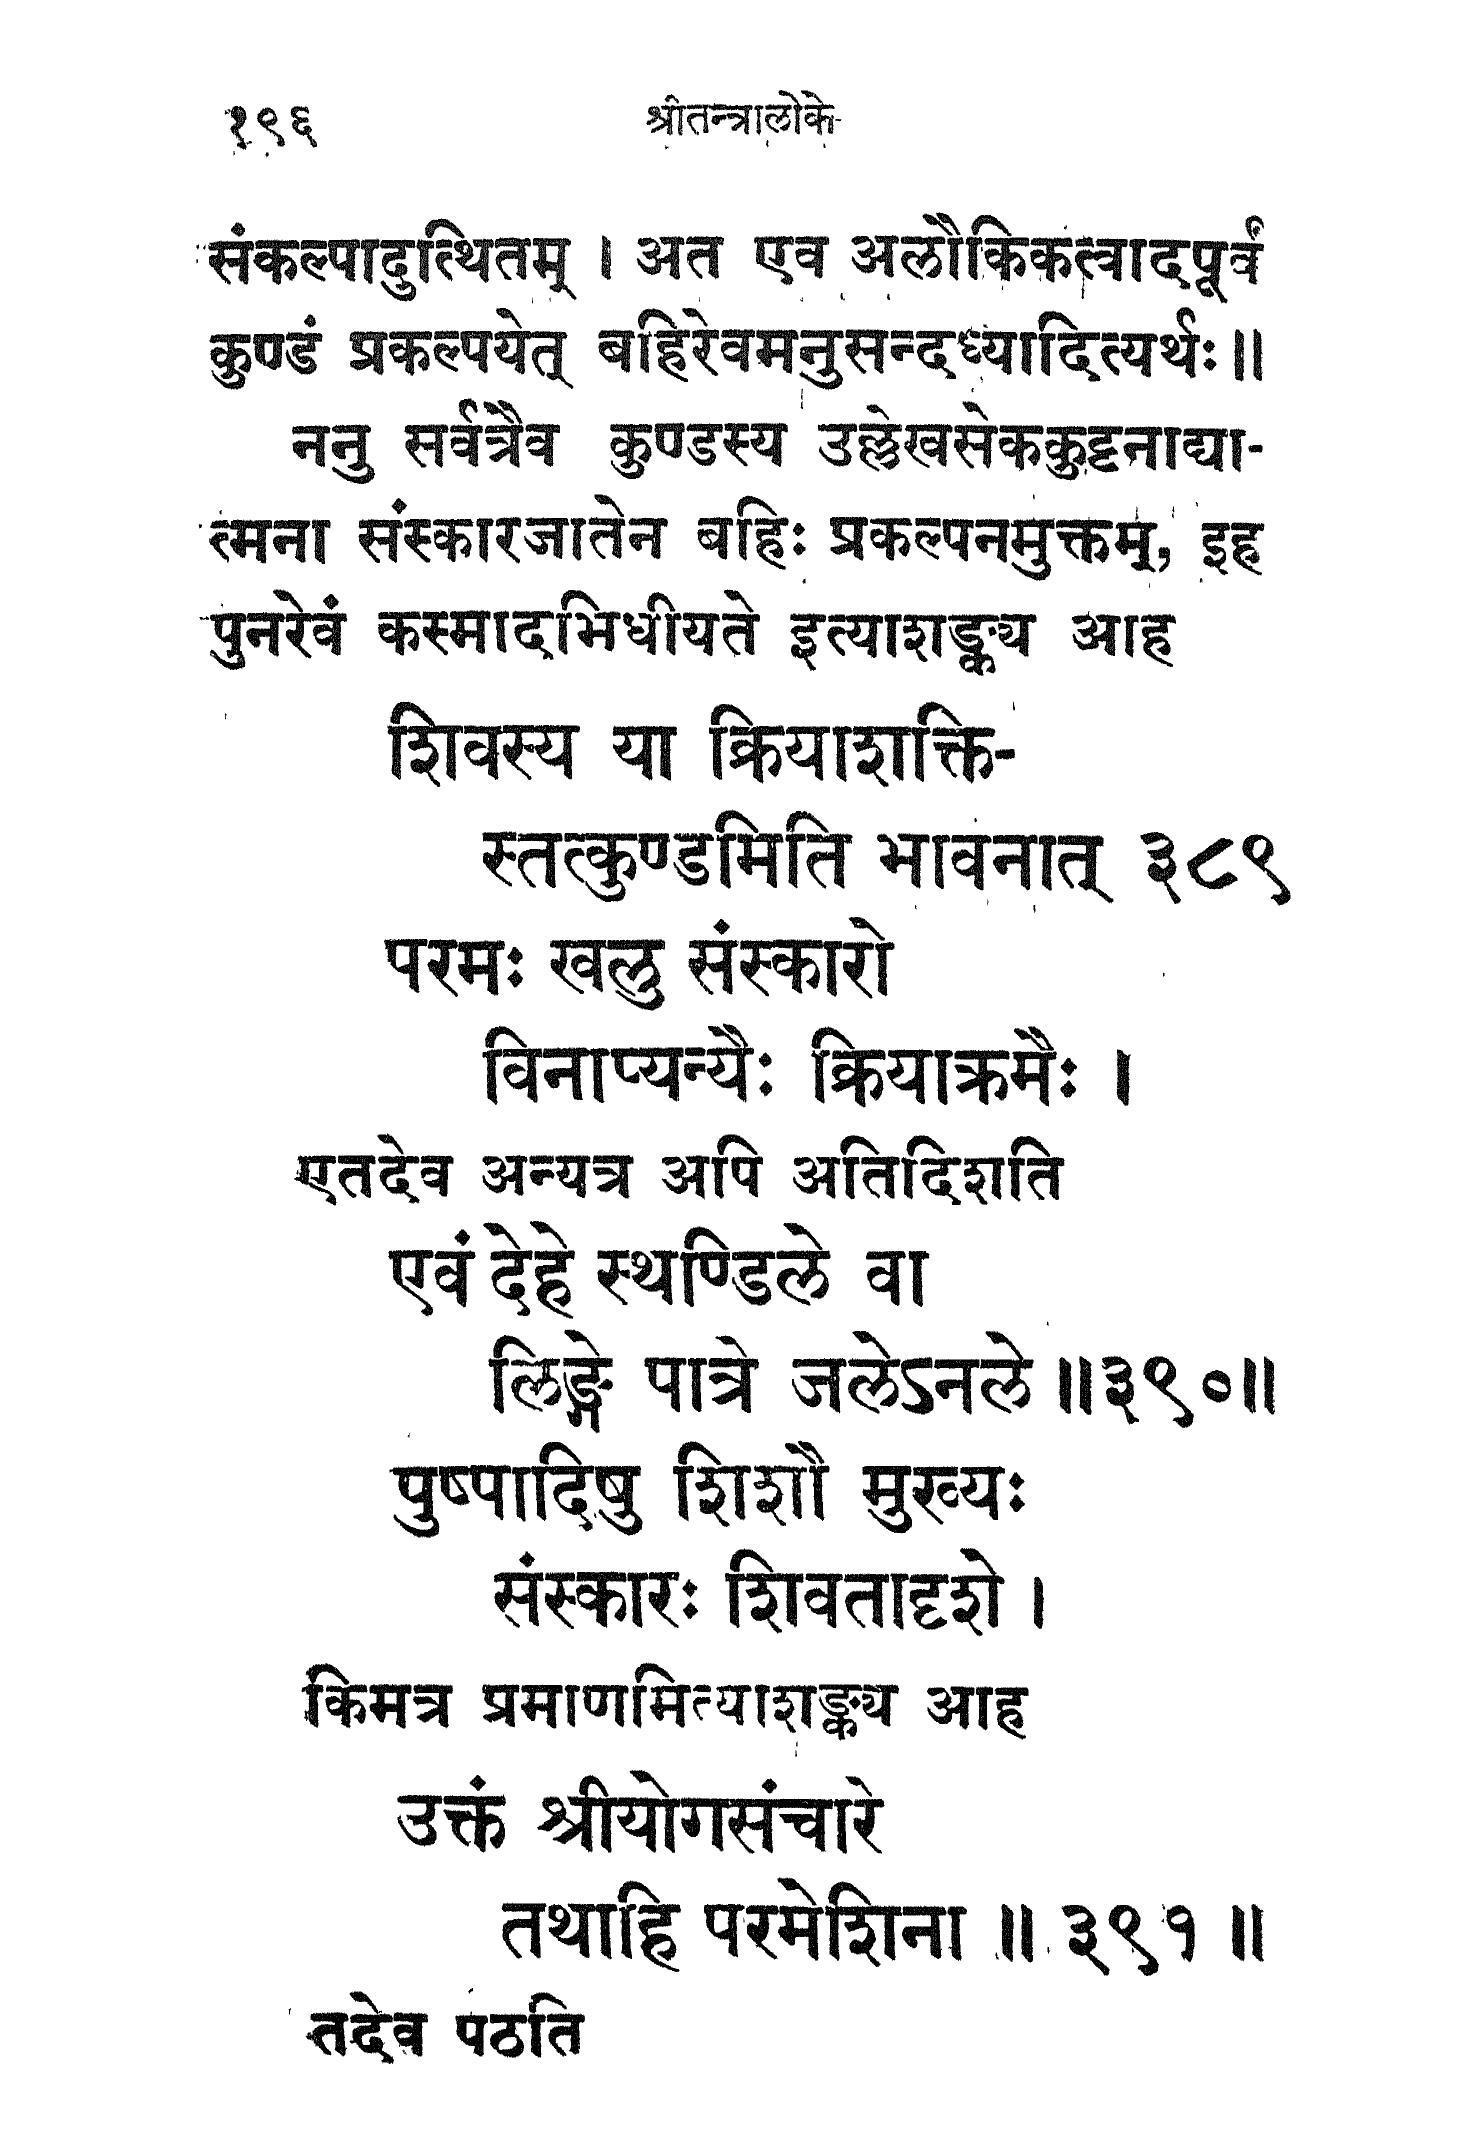 १९६ श्रीतन्त्रालोके
संकल्पादुत्थितम् । अत एव अलौकिकत्वादपूर्वं
कुण्डं प्रकल्पयेत् बहिरेवमनुसन्दध्यादित्यर्थः॥
ननु सर्वत्रैव कुण्डस्य उल्लेखसेककुट्टनाद्या-
त्मना संस्कारजातेन बहिः प्रकल्पनमुक्तम्, इह
पुनरेवं कस्मादभिधीयते इत्याशङ्क्य आह
शिवस्य या क्रियाशक्ति-
स्तत्कुण्डमिति भावनात् ३८९
परमः खलु संस्कारो
विनाप्यन्यैः क्रियाक्रमैः ।
एतदेव अन्यत्र अपि अतिदिशति
एवं देहे स्थण्डिले वा
लिङ्गे पात्रे जलेऽनले ॥३९०॥
पुष्पादिषु शिशौ मुख्यः
संस्कारः शिवतादृशे ।
किमत्र प्रमाणमित्याशङ्क्य आह
उक्तं श्रीयोगसंचारे
तथाहि परमेशिना ॥ ३९१ ॥
तदेव पठति